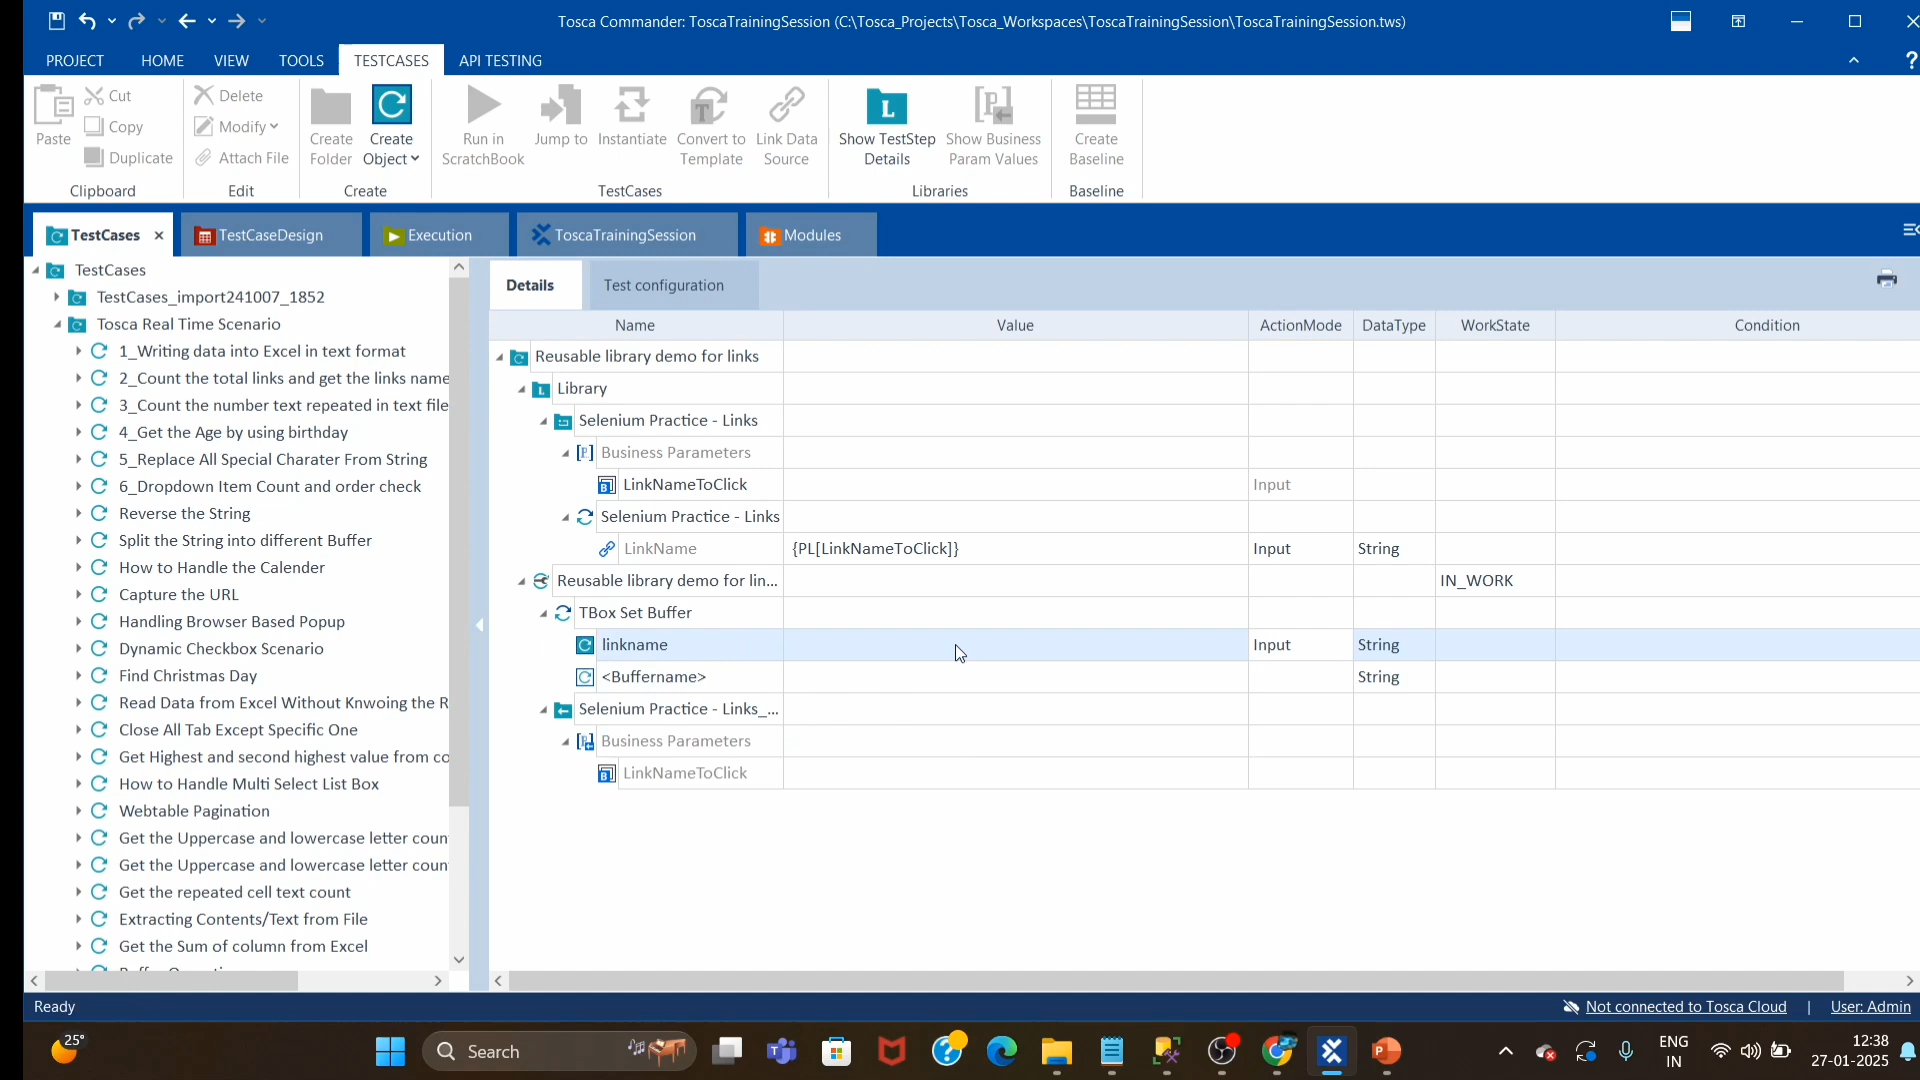 Tosca Commander: ToscaTrainingSession (C:\Tosca_Projects\Tosca_Workspaces\ToscaTrainingSession\ToscaTrainingSession.tws)
PROJECT HOME VIEW TOOLS TESTCASES API TESTING
?
Paste
Cut
Copy
Duplicate
Clipboard
Delete
Modify
Attach File
Edit
Create Folder
Create Object
Create
Run in ScratchBook
Jump to
Instantiate
Convert to Template
Link Data Source
TestCases
Show TestStep Details
Show Business Param Values
Libraries
Create Baseline
Baseline
TestCases × TestCaseDesign Execution ToscaTrainingSession Modules
TestCases
TestCases_import241007_1852
Tosca Real Time Scenario
1_Writing data into Excel in text format
2_Count the total links and get the links name
3_Count the number text repeated in text file
4_Get the Age by using birthday
5_Replace All Special Charater From String
6_Dropdown Item Count and order check
Reverse the String
Split the String into different Buffer
How to Handle the Calender
Capture the URL
Handling Browser Based Popup
Dynamic Checkbox Scenario
Find Christmas Day
Read Data from Excel Without Knwoing the R
Close All Tab Except Specific One
Get Highest and second highest value from co
How to Handle Multi Select List Box
Webtable Pagination
Get the Uppercase and lowercase letter coun
Get the Uppercase and lowercase letter coun
Get the repeated cell text count
Extracting Contents/Text from File
Get the Sum of column from Excel
Details Test configuration
Name Value ActionMode DataType WorkState Condition
Reusable library demo for links
Library
Selenium Practice - Links
Business Parameters
LinkNameToClick Input
Selenium Practice - Links
LinkName {PL[LinkNameToClick]} Input String
Reusable library demo for lin... IN_WORK
TBox Set Buffer
linkname Input String
<Buffername> String
Selenium Practice - Links_...
Business Parameters
LinkNameToClick
Ready Not connected to Tosca Cloud | User: Admin
25° Search ENG IN 12:38 27-01-2025